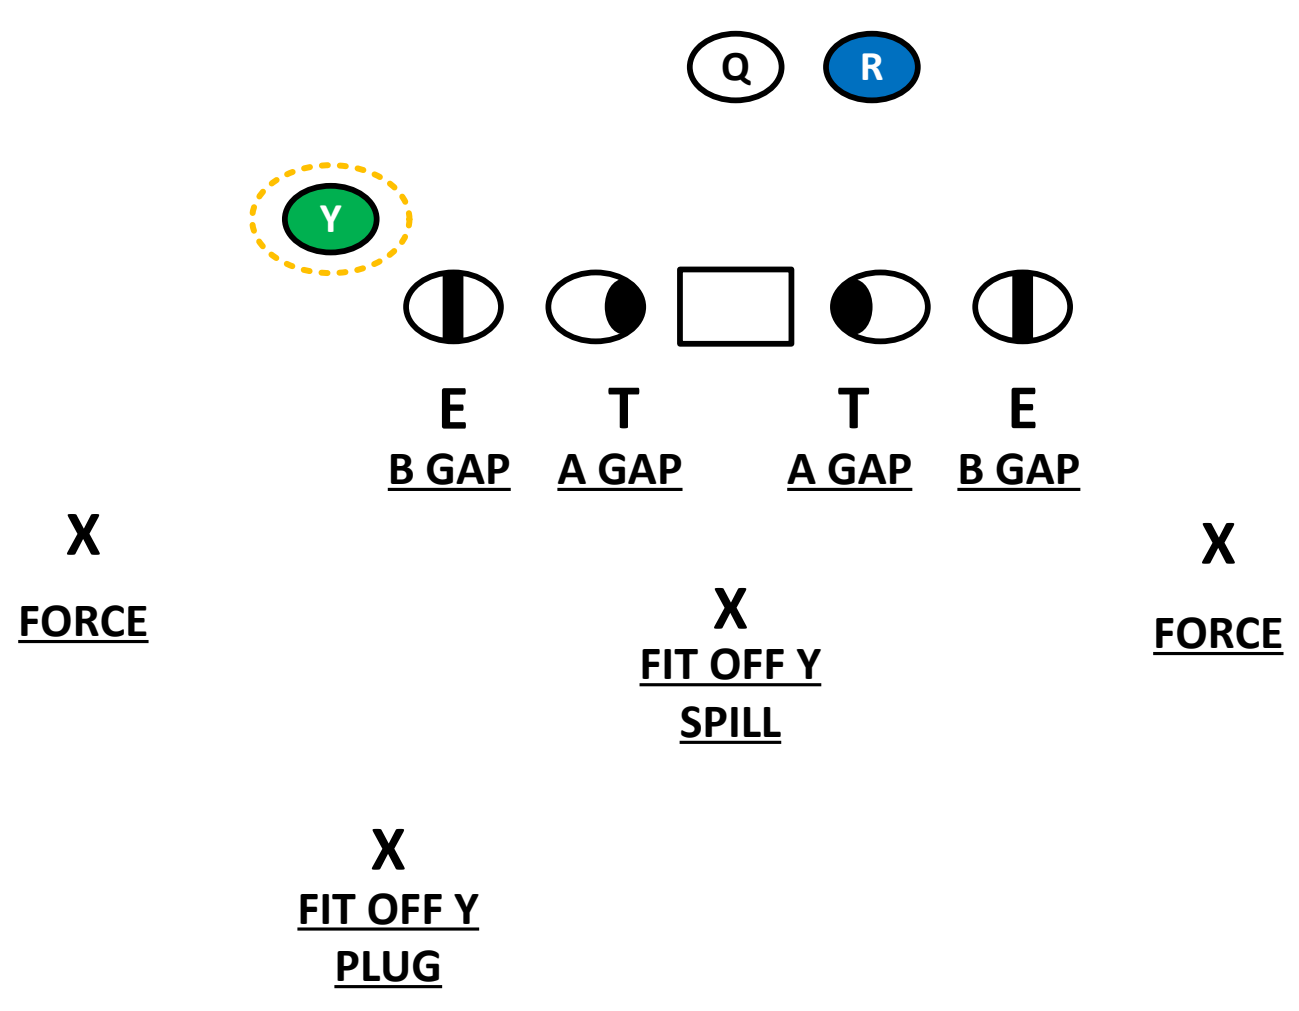 Q R
Y
E T T E
B GAP A GAP A GAP B GAP
X X
FORCE FORCE
X
FIT OFF Y
SPILL
X
FIT OFF Y
PLUG